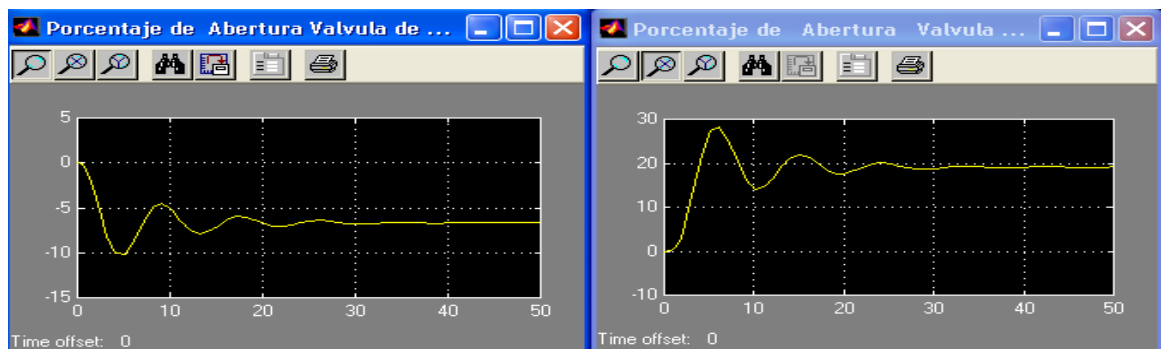 Porcentaje de Abertura Valvula de ...
5
0
-5
-10
-15
0 10 20 30 40 50
Time offset: 0
Porcentaje de Abertura Valvula ...
30
20
10
0
-10
0 10 20 30 40 50
Time offset: 0